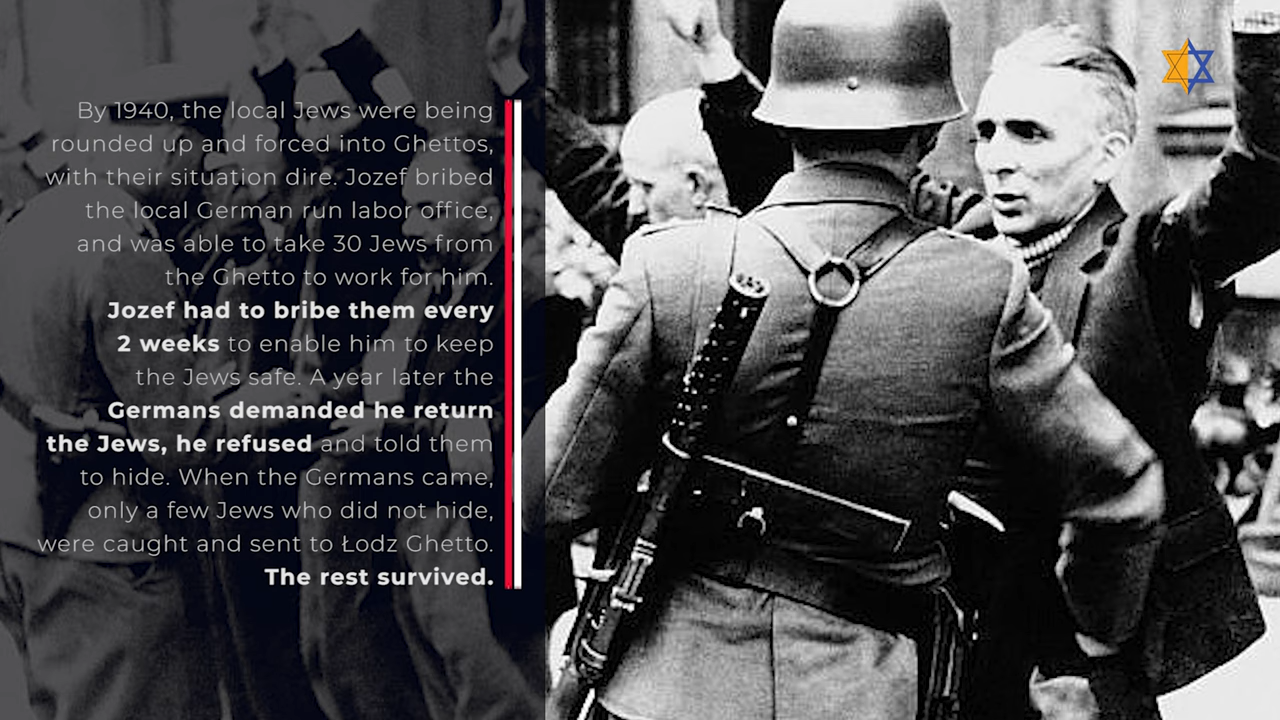 By 1940, the local Jews were being
rounded up and forced into Ghettos,
with their situation dire. Jozef bribed
the local German run labor office,
and was able to take 30 Jews from
the Ghetto to work for him.
Jozef had to bribe them every
2 weeks to enable him to keep
the Jews safe. A year later the
Germans demanded he return
the Jews, he refused and told them
to hide. When the Germans came,
only a few Jews who did not hide,
were caught and sent to Łodz Ghetto.
The rest survived.